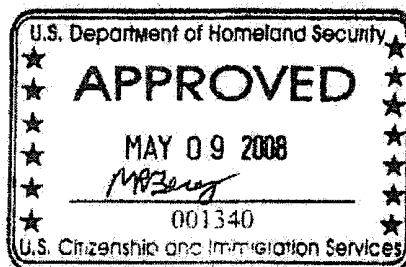 U.S. Department of Homeland Security
APPROVED
MAY 09 2008
001340
U.S. Citizenship and Immigration Services